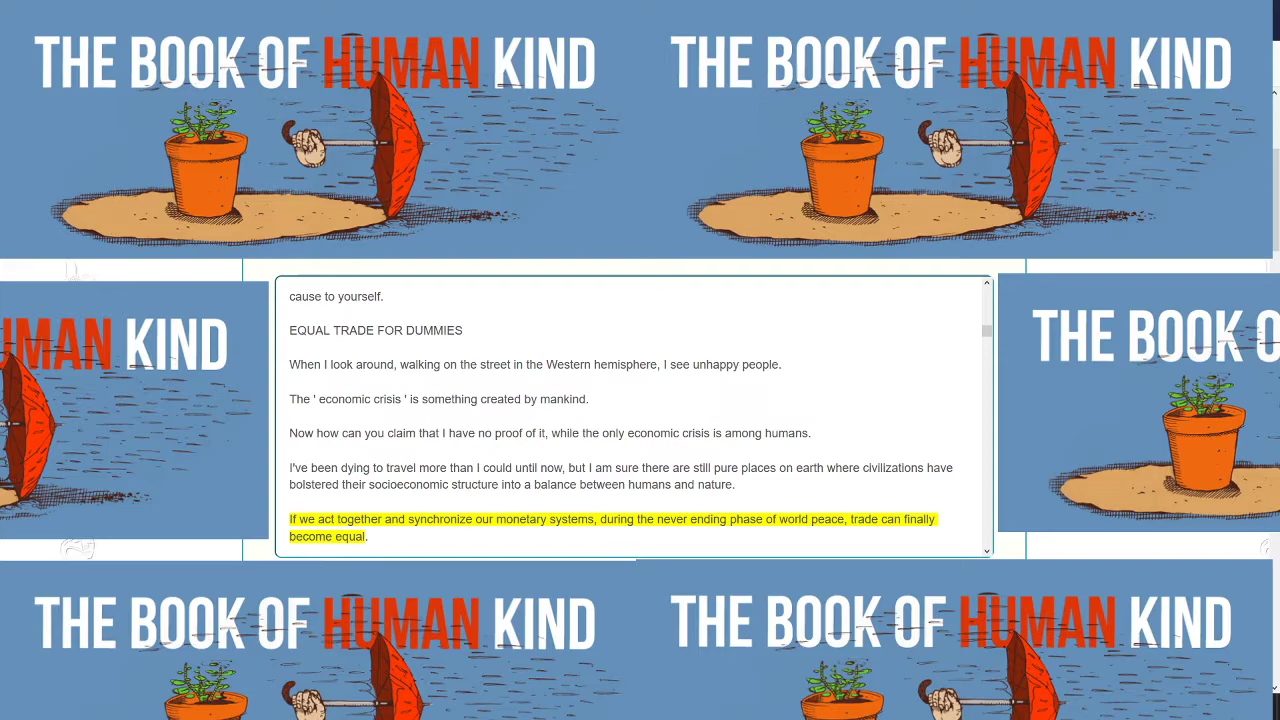 THE BOOK OF HUMAN KIND
THE BOOK OF HUMAN KIND
UMAN KIND
THE BOOK O
cause to yourself.
EQUAL TRADE FOR DUMMIES
When I look around, walking on the street in the Western hemisphere, I see unhappy people.
The ' economic crisis ' is something created by mankind.
Now how can you claim that I have no proof of it, while the only economic crisis is among humans.
I've been dying to travel more than I could until now, but I am sure there are still pure places on earth where civilizations have
bolstered their socioeconomic structure into a balance between humans and nature.
If we act together and synchronize our monetary systems, during the never ending phase of world peace, trade can finally
become equal.
THE BOOK OF HUMAN KIND
THE BOOK OF HUMAN KIND